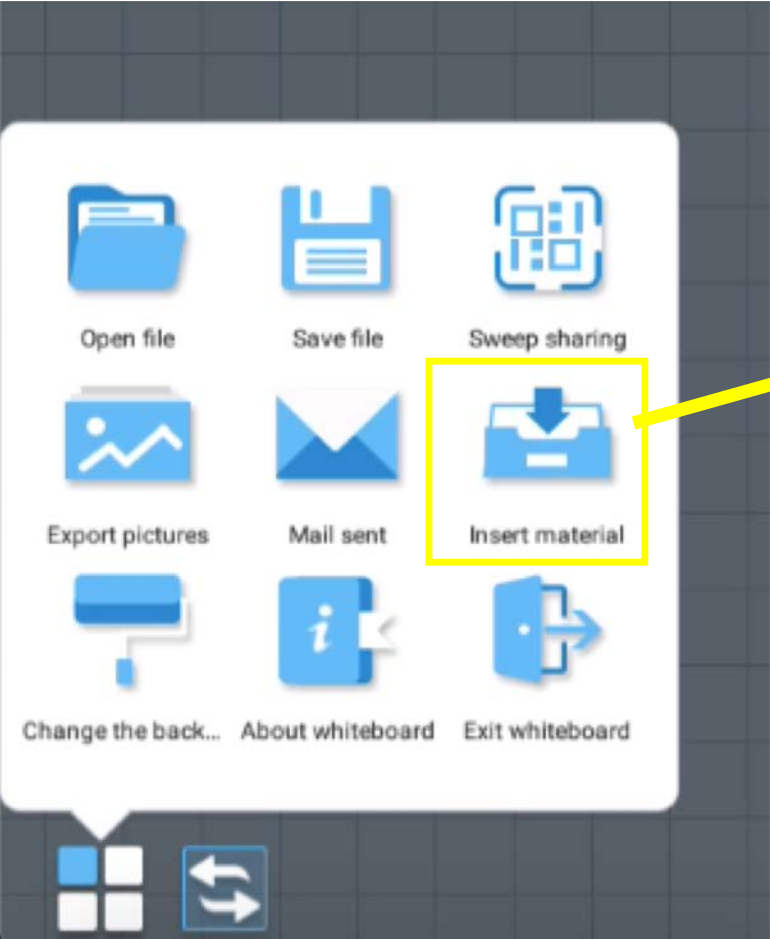 Open file
Save file
Sweep sharing
Export pictures
Mail sent
Insert material
Change the back...
About whiteboard
Exit whiteboard